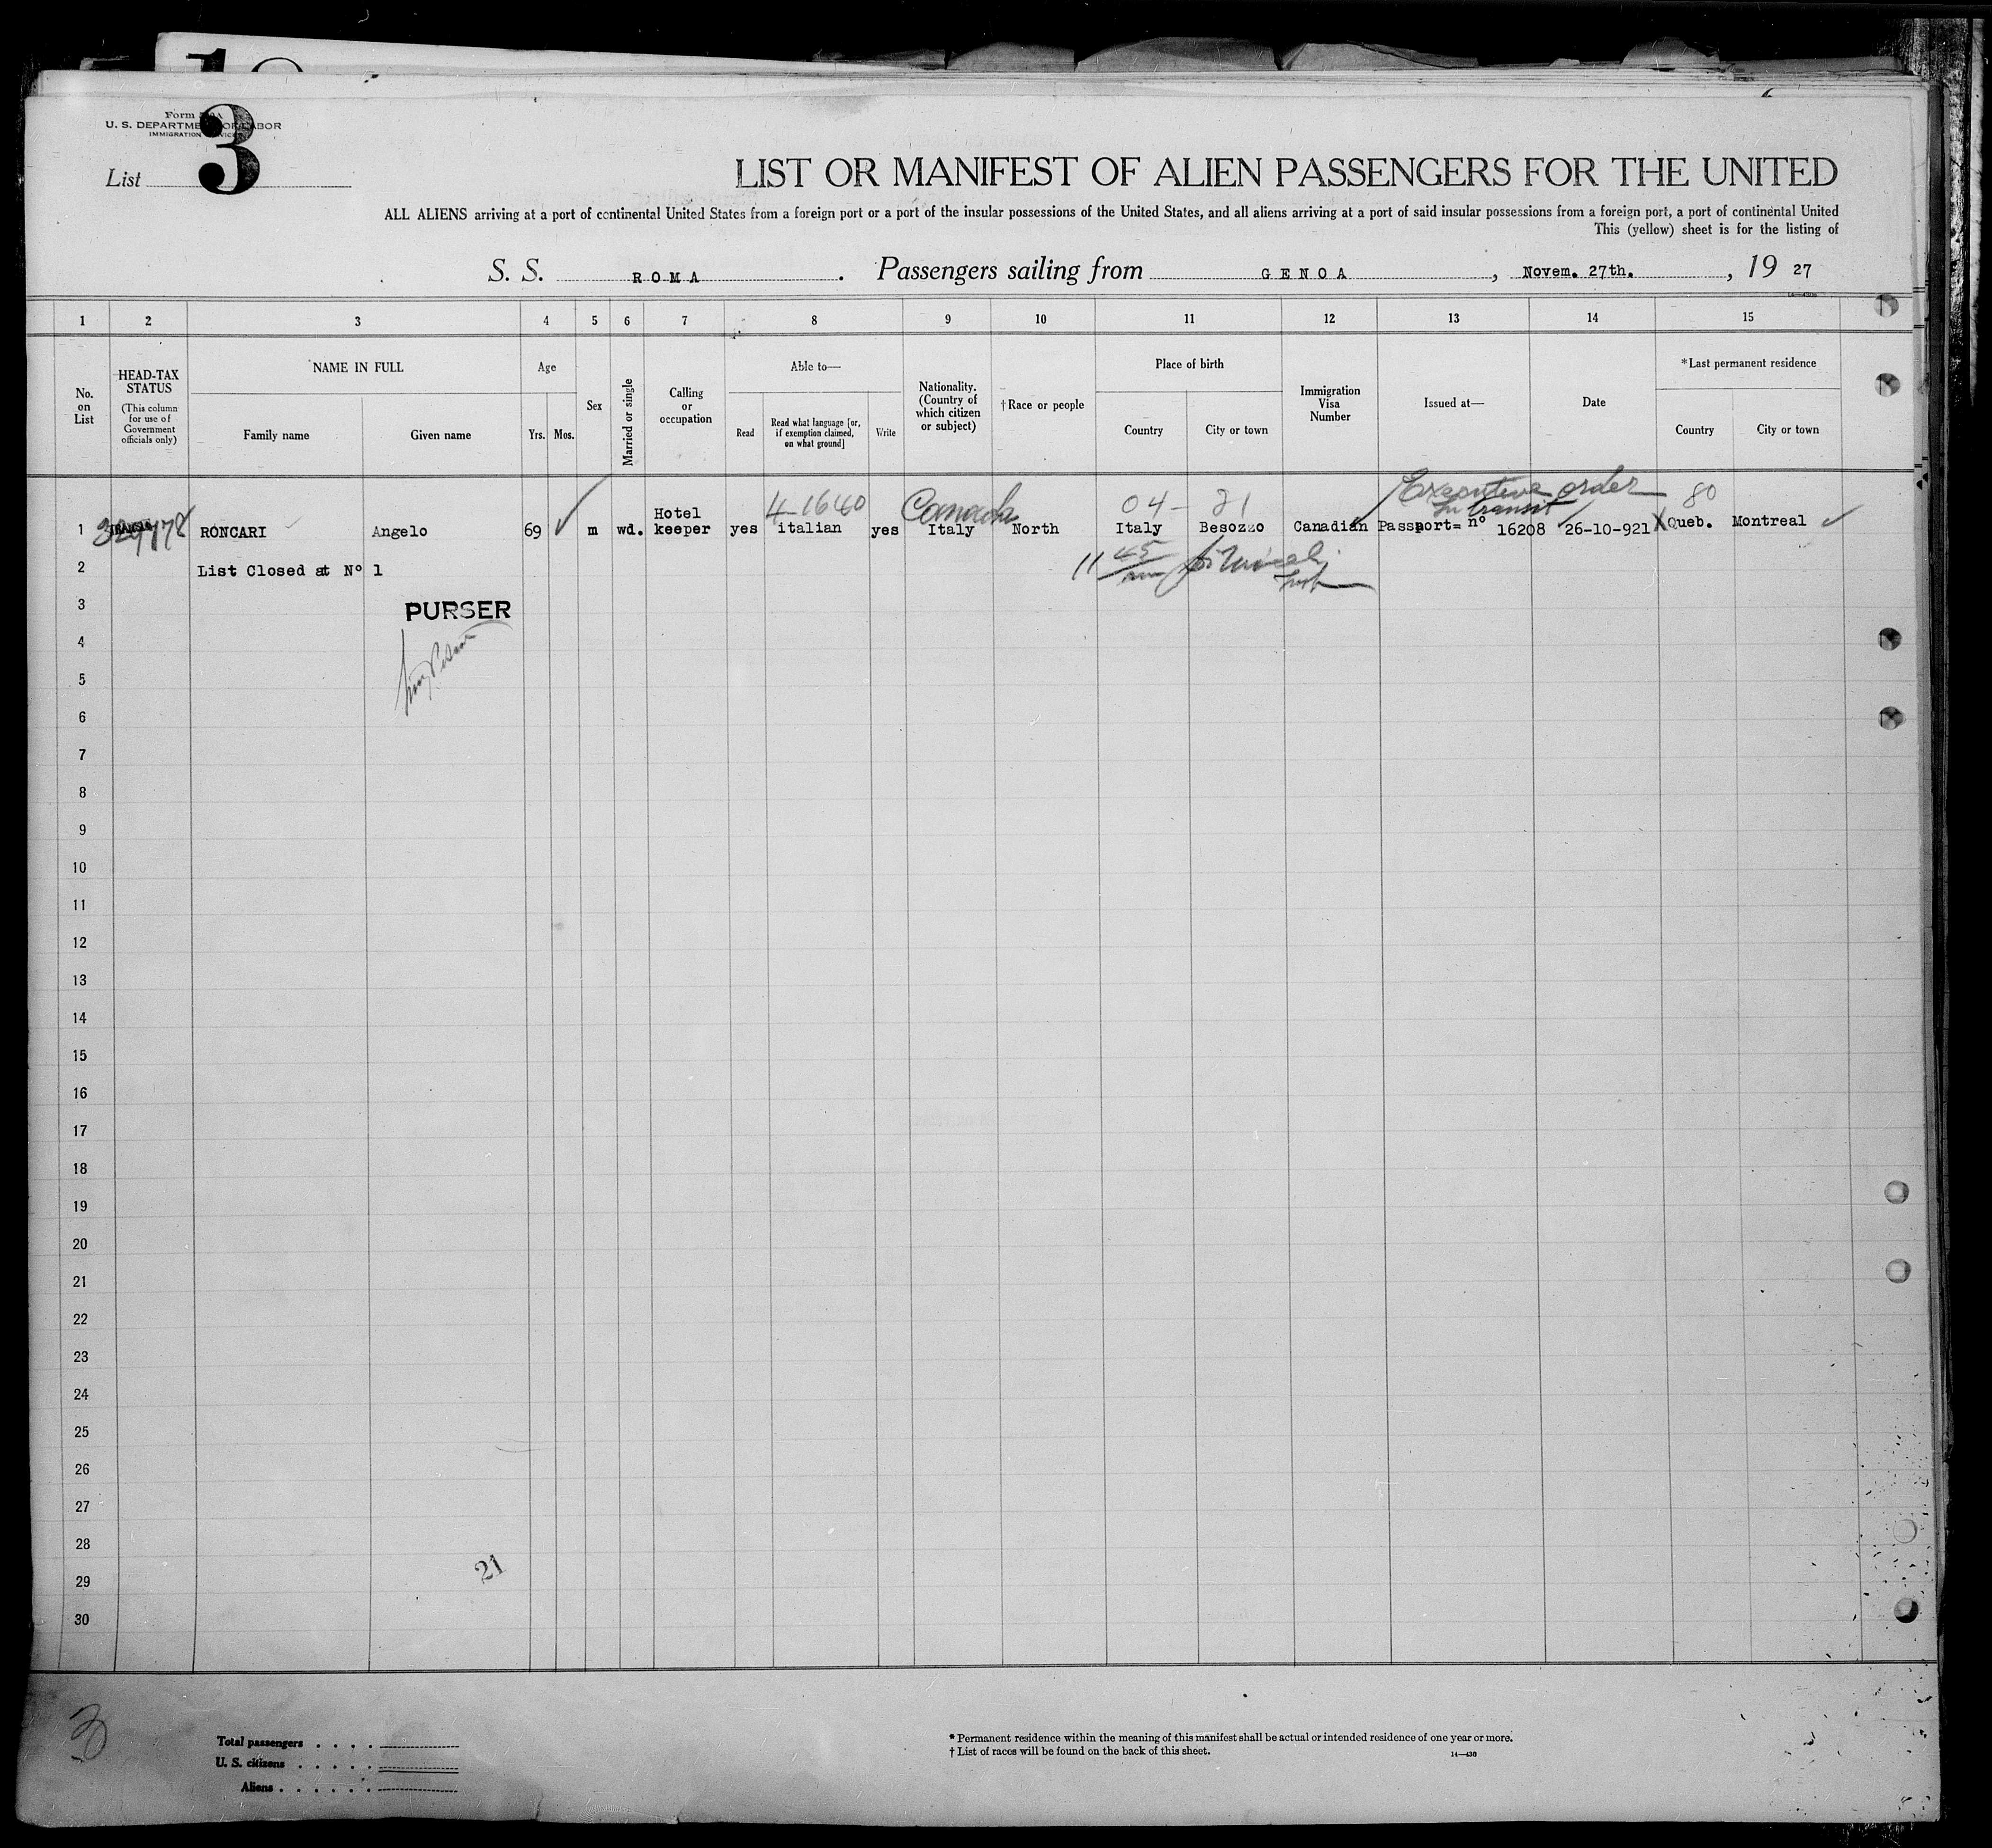 Form
U. S. DEPARTMENT OF LABOR
IMMIGRATION SERVICE
3
List
LIST OR MANIFEST OF ALIEN PASSENGERS FOR THE UNITED
ALL ALIENS arriving at a port of continental United States from a foreign port or a port of the insular possessions of the United States, and all aliens arriving at a port of said insular possessions from a foreign port, a port of continental United
This (yellow) sheet is for the listing of
S. S. ROMA. Passengers sailing from GENOA, Novem. 27th., 19 27
1 2 3 4 5 6 7 8 9 10 11 12 13 14 15
No. on List
HEAD-TAX STATUS
(This column for use of Government officials only)
NAME IN FULL
Family name Given name
Age
Yrs. Mos.
Sex
Married or single
Calling or occupation
Able to—
Read
Read what language [or, if exemption claimed, on what ground]
Write
Nationality. (Country of which citizen or subject)
†Race or people
Place of birth
Country City or town
Immigration Visa Number
Issued at—
Date
*Last permanent residence
Country City or town
4-1640 Canada 04- 21 Executive order 80
In transit
1 RONCARI Angelo 69 m wd. Hotel keeper yes italian yes Italy North Italy Besozzo Canadian Passport= nº 16208 26-10-921 Queb. Montreal
2 List Closed at Nº 1
11 45
3 PURSER
4
5
6
7
8
9
10
11
12
13
14
15
16
17
18
19
20
21
22
23
24
25
26
27
28
21
29
30
3
Total passengers
U. S. citizens
Aliens
* Permanent residence within the meaning of this manifest shall be actual or intended residence of one year or more.
† List of races will be found on the back of this sheet.
14—430